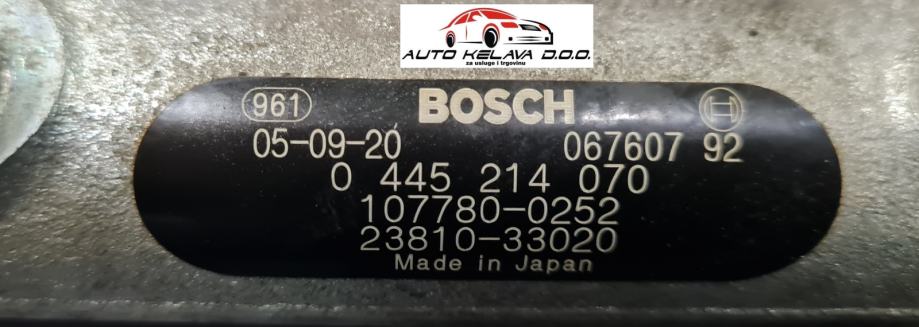 AUTO KELAVA D.O.O.
za usluge i trgovinu
961 BOSCH
05-09-20 067607 92
0 445 214 070
107780-0252
23810-33020
Made in Japan